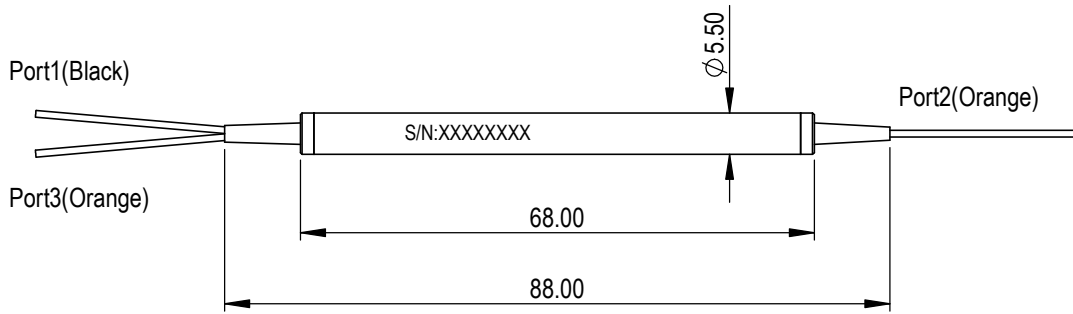 ⌀ 5.50
Port1(Black)
Port2(Orange)
S/N:XXXXXXXX
Port3(Orange)
68.00
88.00